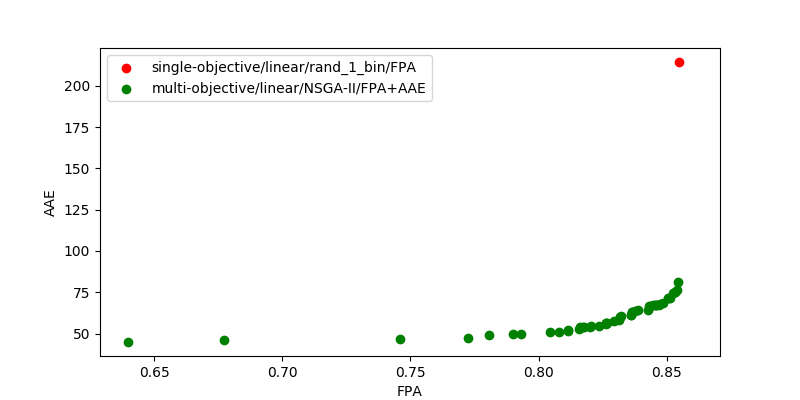 single-objective/linear/rand_1_bin/FPA
multi-objective/linear/NSGA-II/FPA+AAE
200
175
150
125
100
75
50
AAE
0.65 0.70 0.75 0.80 0.85
FPA